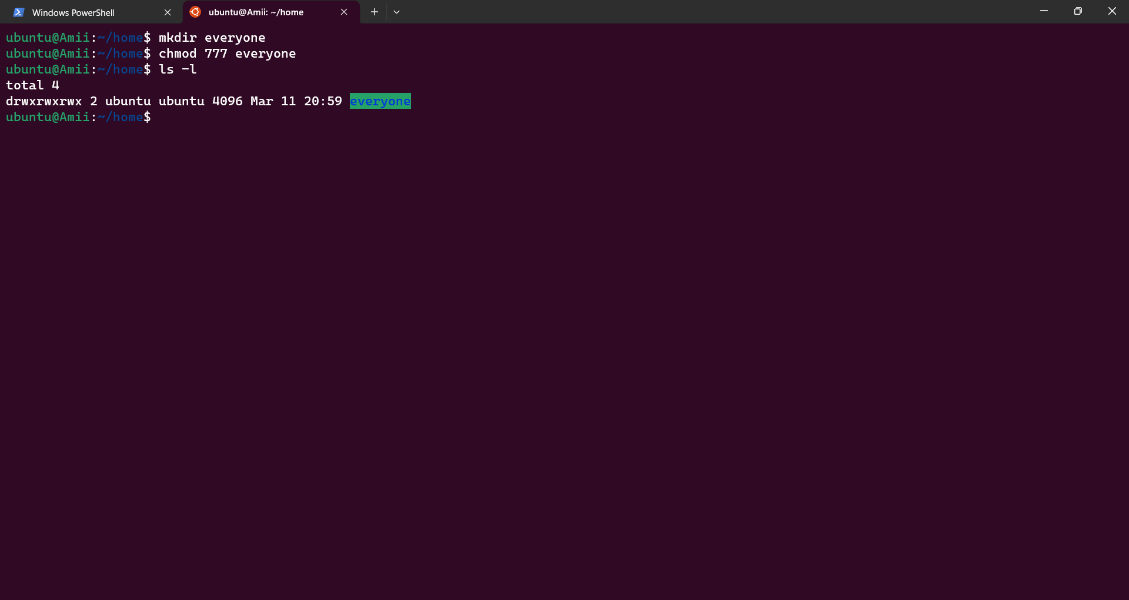 Windows PowerShell
ubuntu@Amii: ~/home
ubuntu@Amii:~/home$ mkdir everyone
ubuntu@Amii:~/home$ chmod 777 everyone
ubuntu@Amii:~/home$ ls -l
total 4
drwxrwxrwx 2 ubuntu ubuntu 4096 Mar 11 20:59 everyone
ubuntu@Amii:~/home$